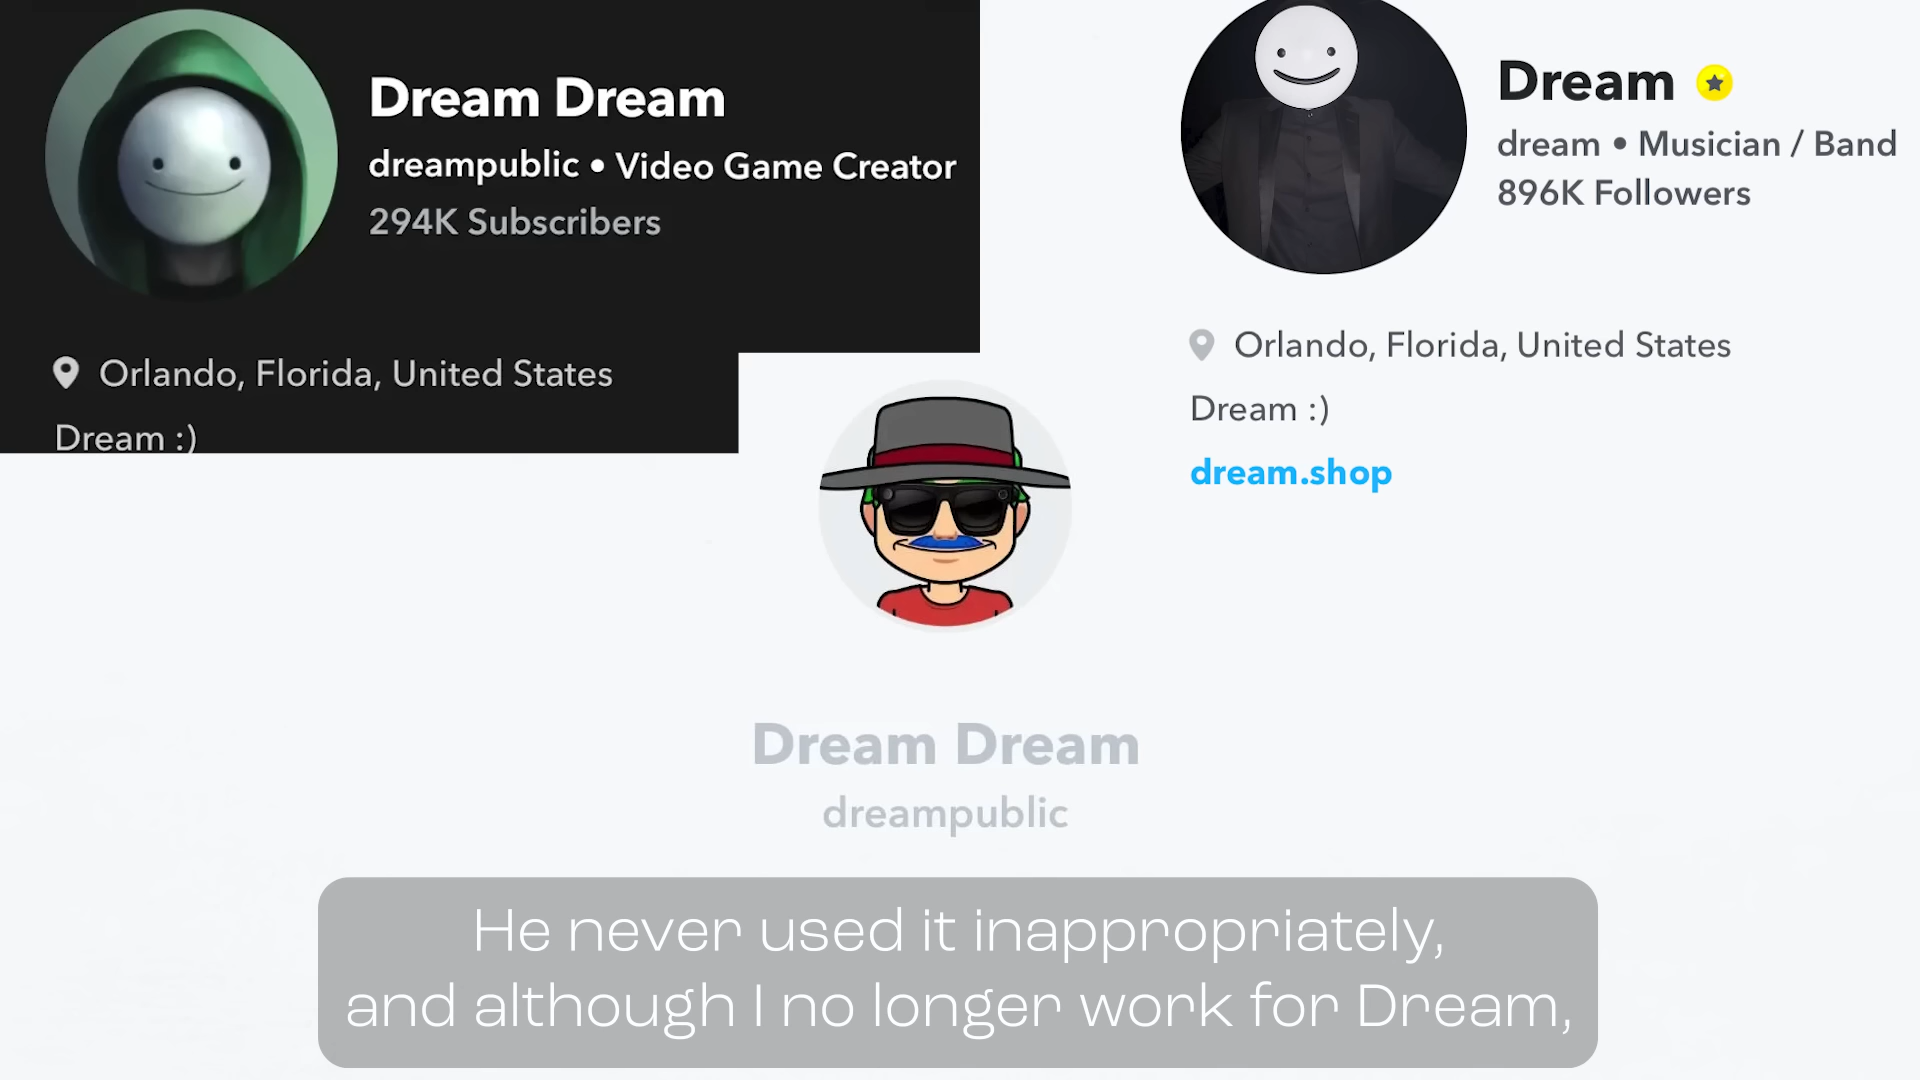 Dream Dream
dreampublic • Video Game Creator
294K Subscribers
Orlando, Florida, United States
Dream :)
Dream
dream • Musician / Band
896K Followers
Orlando, Florida, United States
Dream :)
dream.shop
Dream Dream
dreampublic
He never used it inappropriately,
and although I no longer work for Dream,